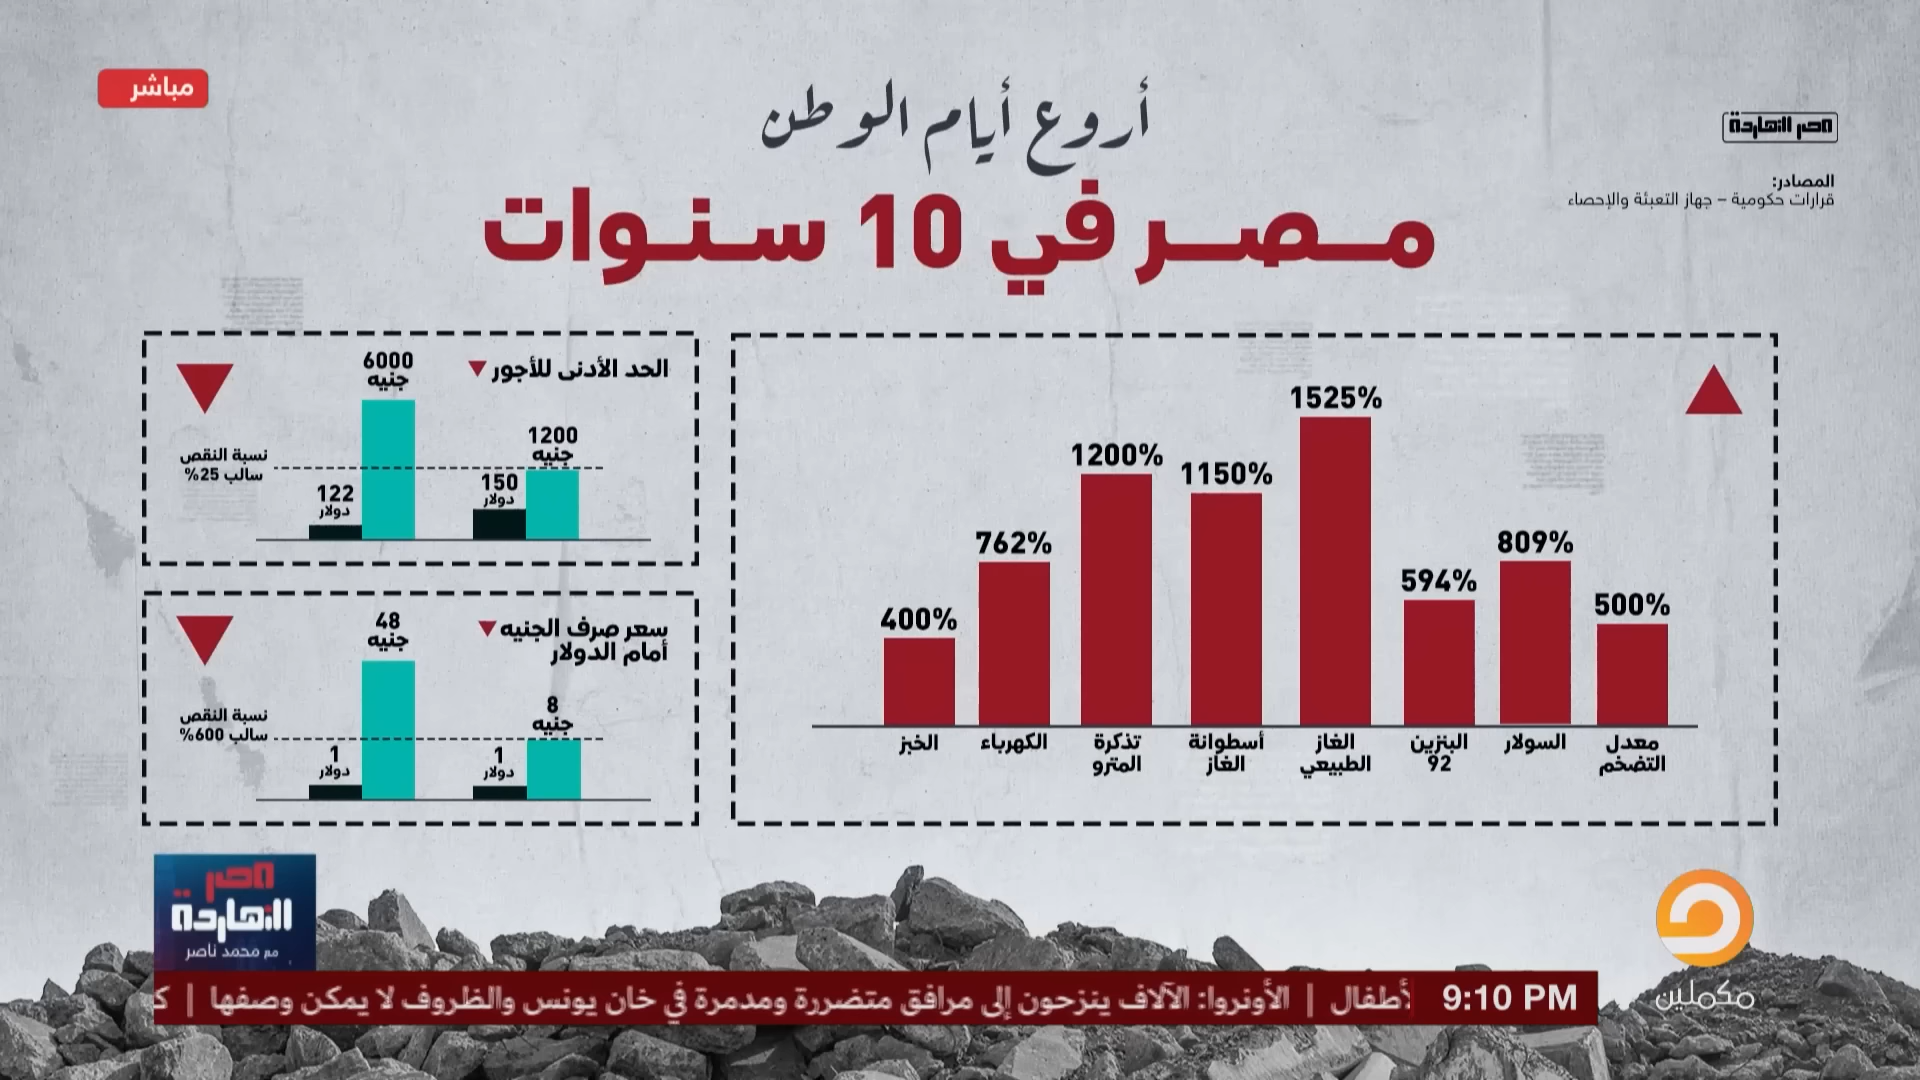 مباشر
أروع أيام الوطن
مصر في 10 سنوات
مصر النهاردة
المصادر:
قرارات حكومية – جهاز التعبئة والإحصاء
500%
809%
594%
1525%
1150%
1200%
762%
400%
معدل التضخم
السولار
البنزين 92
الغاز الطبيعي
أسطوانة الغاز
تذكرة المترو
الكهرباء
الخبز
الحد الأدنى للأجور
1200 جنيه
150 دولار
6000 جنيه
122 دولار
نسبة النقص
سالب 25%
سعر صرف الجنيه
أمام الدولار
8 جنيه
1 دولار
48 جنيه
1 دولار
نسبة النقص
سالب 600%
مصر
النهاردة
مع محمد ناصر
مكملين
9:10 PM
أطفال | الأونروا: الآلاف ينزحون إلى مرافق متضررة ومدمرة في خان يونس والظروف لا يمكن وصفها |